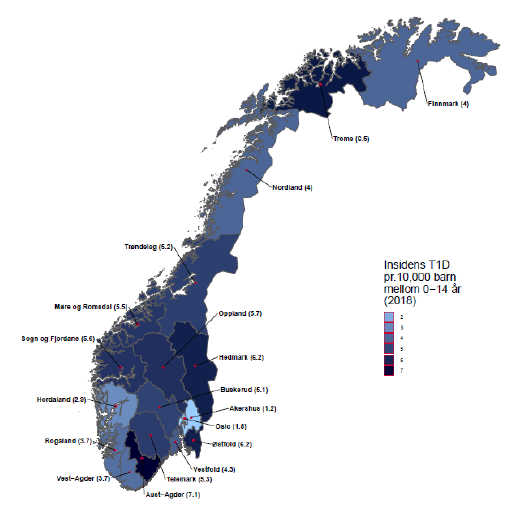 Finnmark (4)
Troms (6.5)
Nordland (4)
Trøndelag (5.2)
Insidens T1D
pr.10,000 barn
mellom 0−14 år
(2018)
2
3
4
5
6
7
Møre og Romsdal (5.5)
Oppland (5.7)
Sogn og Fjordane (5.6)
Hedmark (6.2)
Buskerud (5.1)
Hordaland (2.9)
Akershus (1.2)
Oslo (1.8)
Rogaland (3.7)
Østfold (6.2)
Vestfold (4.3)
Vest−Agder (3.7)
Telemark (5.3)
Aust−Agder (7.1)